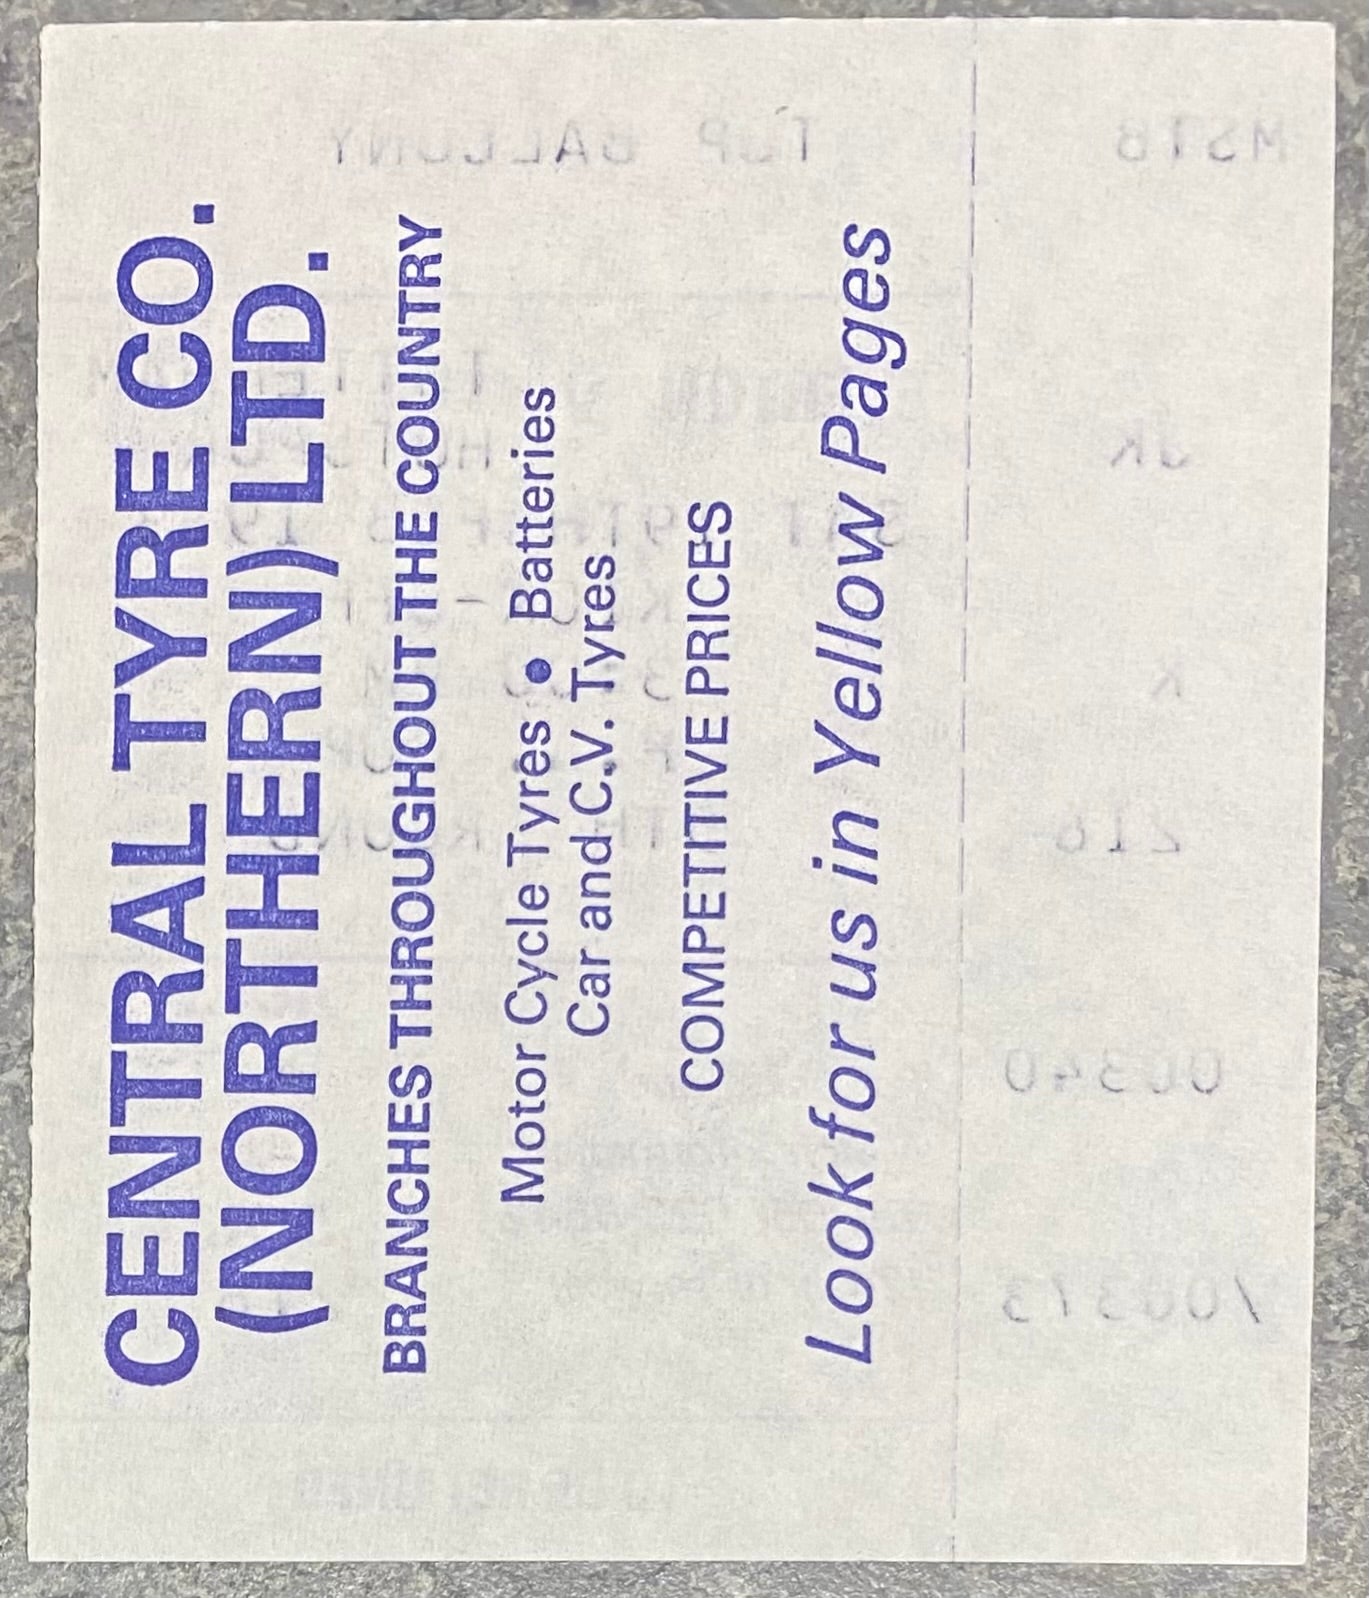 CENTRAL TYRE CO.
(NORTHERN) LTD.
BRANCHES THROUGHOUT THE COUNTRY
Motor Cycle Tyres • Batteries
Car and C.V. Tyres
COMPETITIVE PRICES
Look for us in Yellow Pages